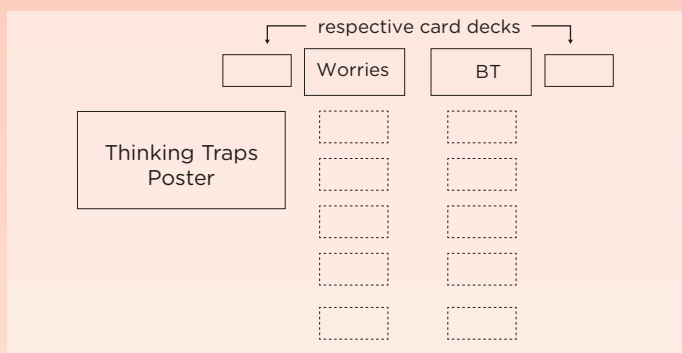 respective card decks
Worries
BT
Thinking Traps
Poster